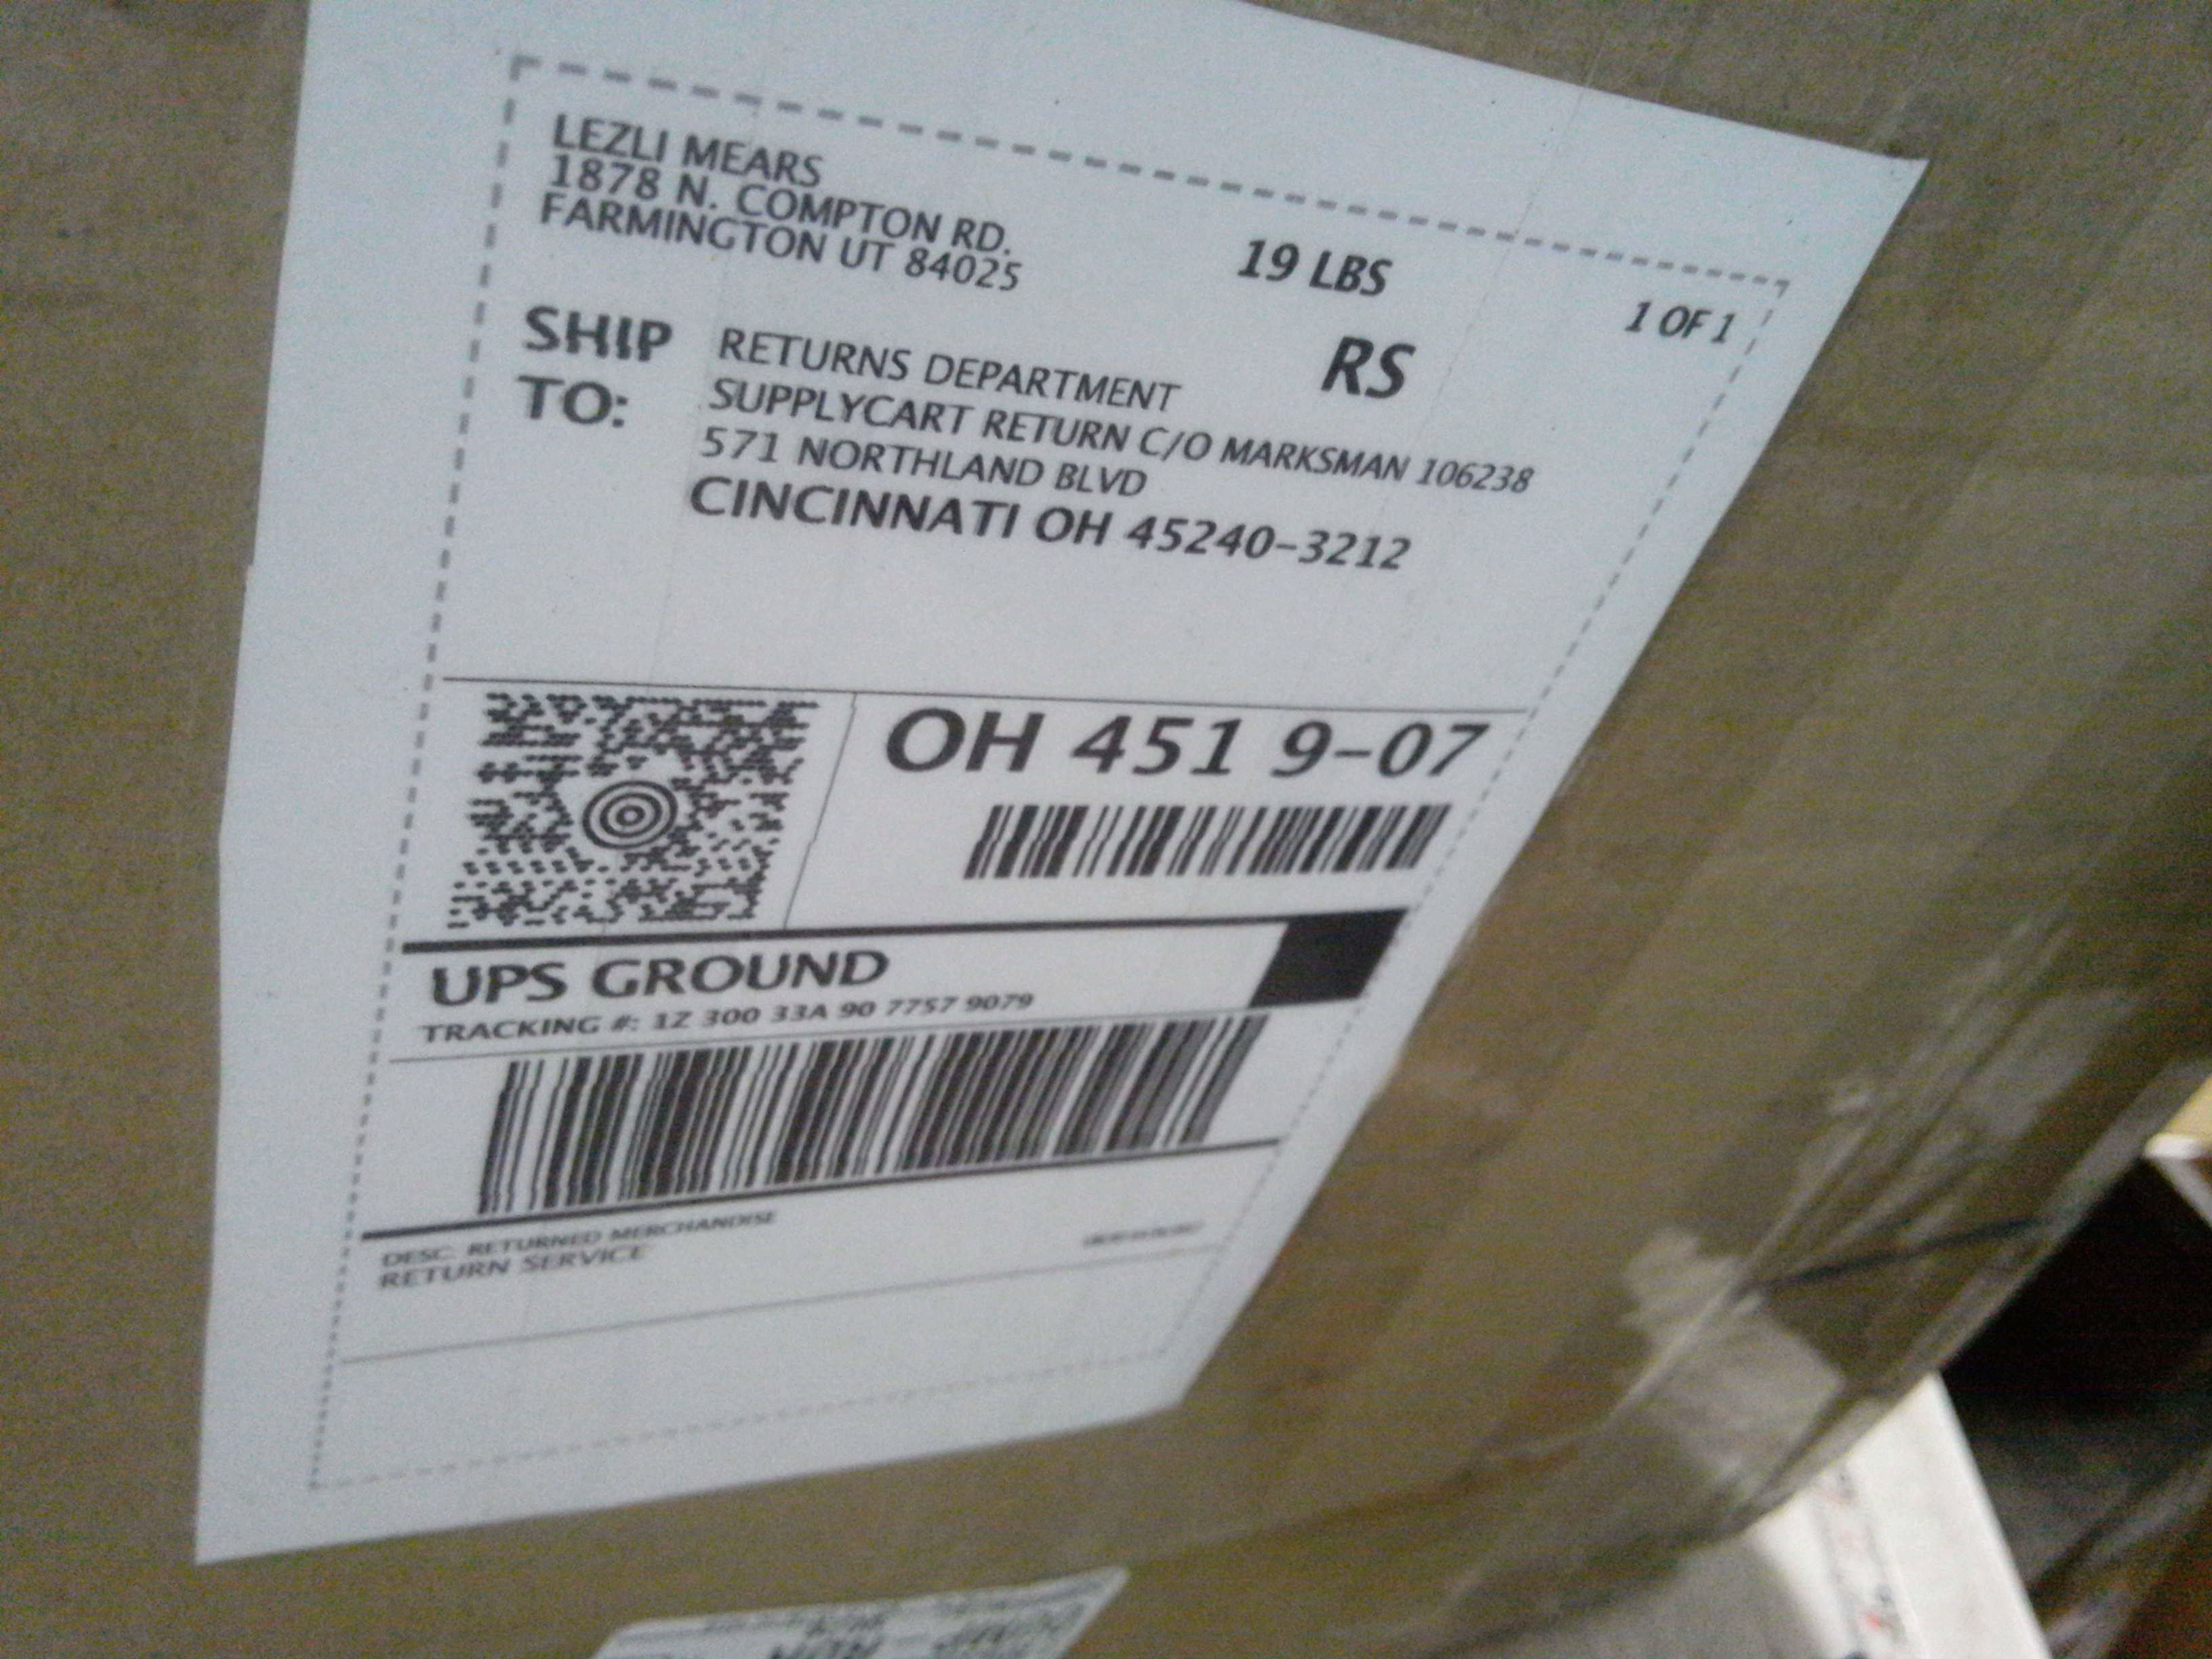 LEZLI MEARS
1878 N. COMPTON RD.
FARMINGTON UT 84025
19 LBS
1 OF 1
RS
SHIP TO:
RETURNS DEPARTMENT
SUPPLYCART RETURN C/O MARKSMAN 106238
571 NORTHLAND BLVD
CINCINNATI OH 45240-3212
OH 451 9-07
UPS GROUND
TRACKING #: 1Z 300 33A 90 7757 9079
DESC. RETURNED MERCHANDISE
RETURN SERVICE